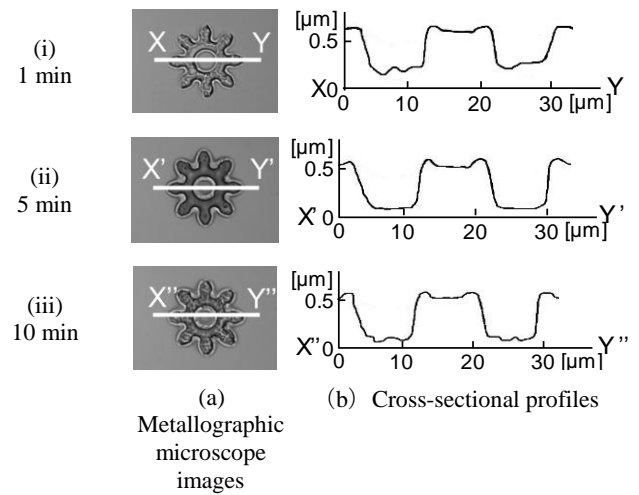 (i)
1 min
X Y
[μm]
0.5
X0 Y
0 10 20 30 [μm]
(ii)
5 min
X' Y'
[μm]
0.5
X' 0 Y'
0 10 20 30 [μm]
(iii)
10 min
X" Y"
[μm]
0.5
X" 0 Y"
0 10 20 30 [μm]
(a)
Metallographic
microscope
images
(b) Cross-sectional profiles